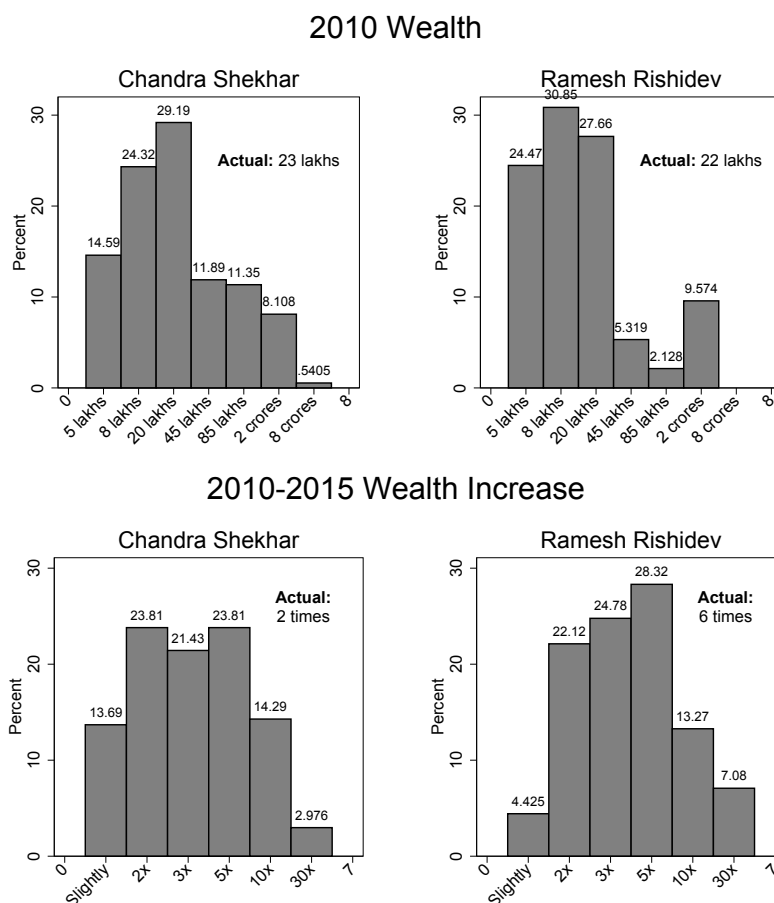 2010 Wealth
Chandra Shekhar
Percent
0
10
20
30
14.59
24.32
29.19
11.89
11.35
8.108
.5405
Actual: 23 lakhs
0
5 lakhs
8 lakhs
20 lakhs
45 lakhs
85 lakhs
2 crores
8 crores
8
Ramesh Rishidev
Percent
0
10
20
30
24.47
30.85
27.66
5.319
2.128
9.574
Actual: 22 lakhs
0
5 lakhs
8 lakhs
20 lakhs
45 lakhs
85 lakhs
2 crores
8 crores
8
2010-2015 Wealth Increase
Chandra Shekhar
Percent
0
10
20
30
13.69
23.81
21.43
23.81
14.29
2.976
Actual:
2 times
0
Slightly
2x
3x
5x
10x
30x
7
Ramesh Rishidev
Percent
0
10
20
30
4.425
22.12
24.78
28.32
13.27
7.08
Actual:
6 times
0
Slightly
2x
3x
5x
10x
30x
7